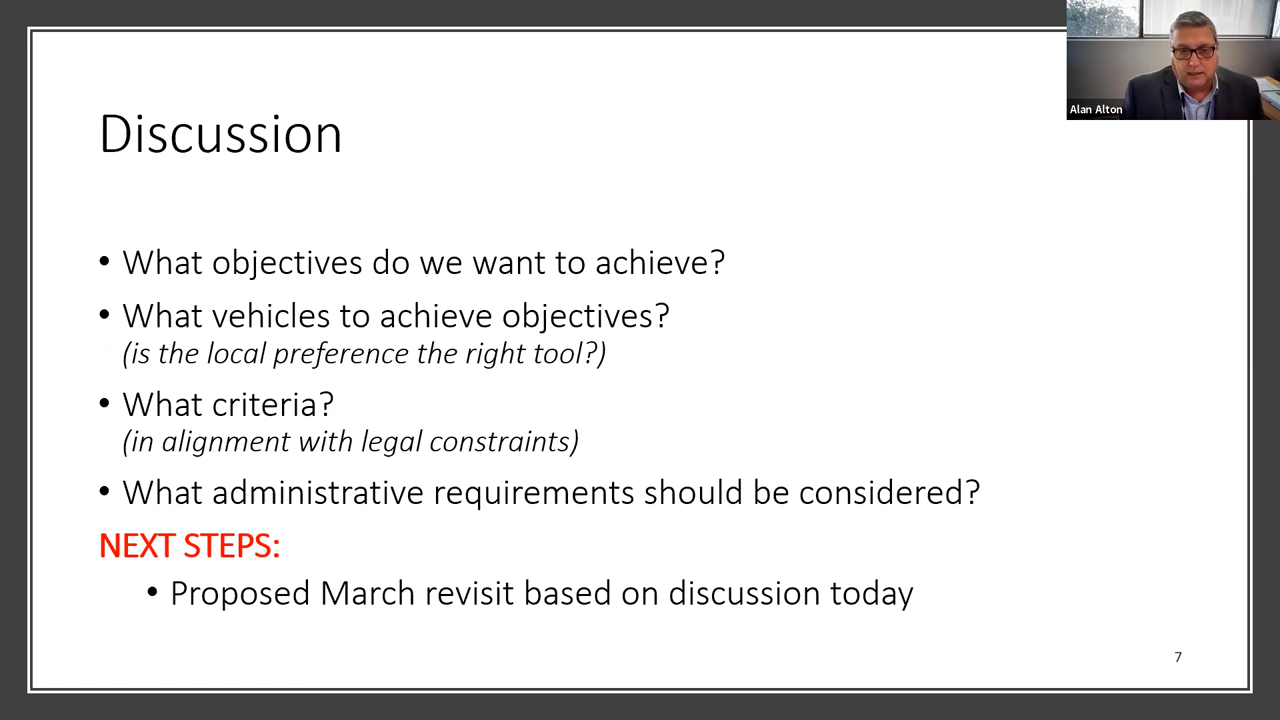 Alan Alton
Discussion
• What objectives do we want to achieve?
• What vehicles to achieve objectives?
(is the local preference the right tool?)
• What criteria?
(in alignment with legal constraints)
• What administrative requirements should be considered?
NEXT STEPS:
• Proposed March revisit based on discussion today
7